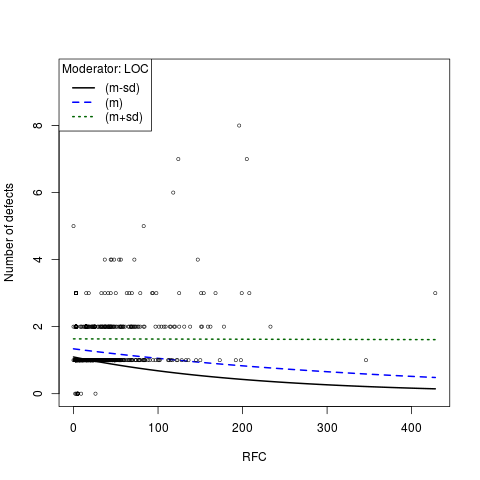 Moderator: LOC
(m-sd)
(m)
(m+sd)
Number of defects
0
2
4
6
8
0
100
200
300
400
RFC